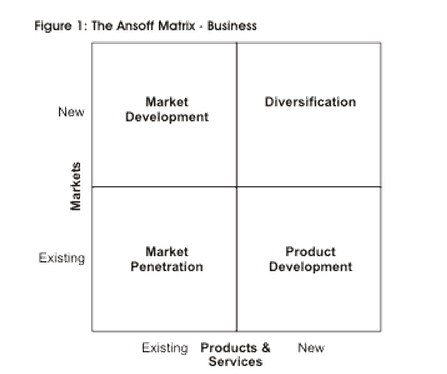 Figure 1: The Ansoff Matrix - Business
New
Market
Development
Diversification
Markets
Existing
Market
Penetration
Product
Development
Existing
Products &
Services
New